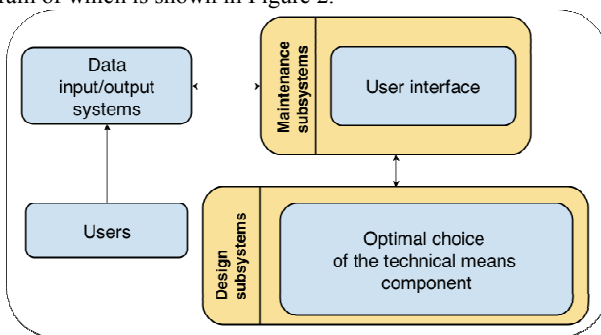 ram of which is shown in Figure 2.
Data
input/output
systems
Maintenance
subsystems
User interface
Users
Design
subsystems
Optimal choice
of the technical means
component